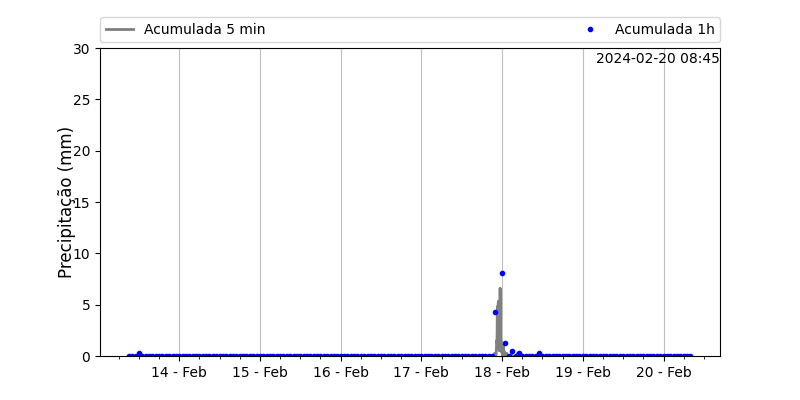 Acumulada 5 min
Acumulada 1h
2024-02-20 08:45
Precipitação (mm)
30
25
20
15
10
5
0
14 - Feb
15 - Feb
16 - Feb
17 - Feb
18 - Feb
19 - Feb
20 - Feb